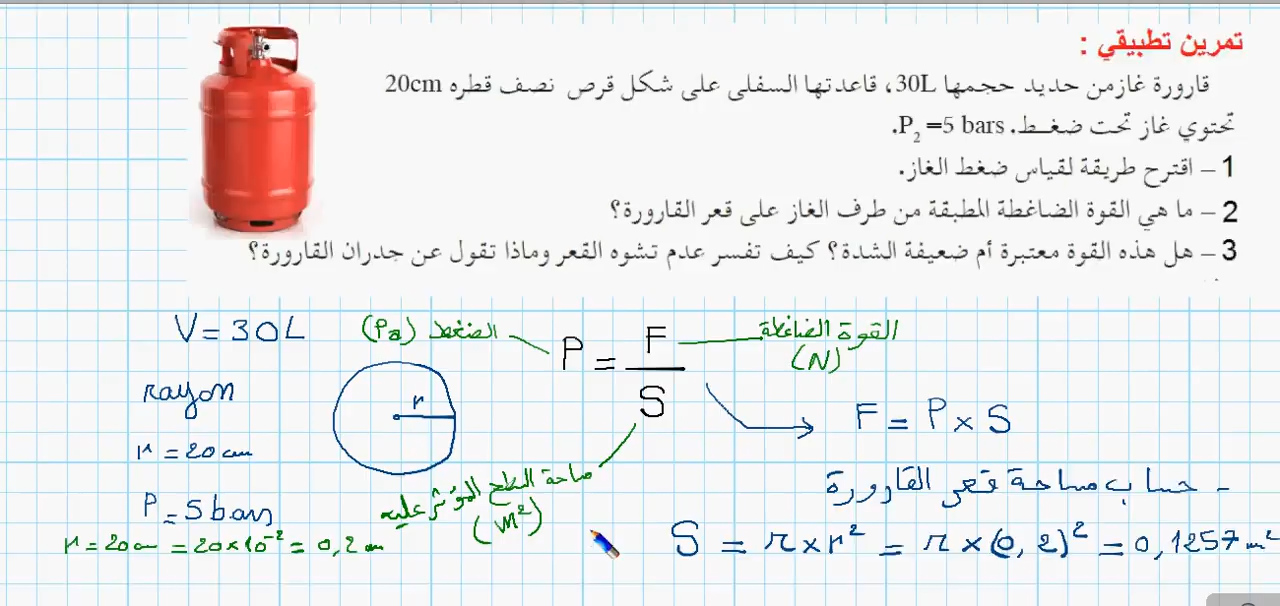 تمرين تطبيقي :
قارورة غاز من حديد حجمها 30L، قاعدتها السفلى على شكل قرص نصف قطره 20cm
تحتوي غاز تحت ضغط. P₂ =5 bars.
1 – اقترح طريقة لقياس ضغط الغاز.
2 – ما هي القوة الضاغطة المطبقة من طرف الغاز على قعر القارورة؟
3 – هل هذه القوة معتبرة أم ضعيفة الشدة؟ كيف تفسر عدم تشوه القعر وماذا تقول عن جدران القارورة؟
V = 30L
الضغط (Pa)
P = F / S
القوة الضاغطة
(N)
rayon
r
F = P × S
r = 20 cm
مساحة السطح المؤثر عليه
(m²)
- حساب مساحة قعر القارورة
P = 5 bars
r = 20 cm = 20 × 10⁻² = 0,2 m
S = π × r² = π × (0,2)² = 0,1257 m²